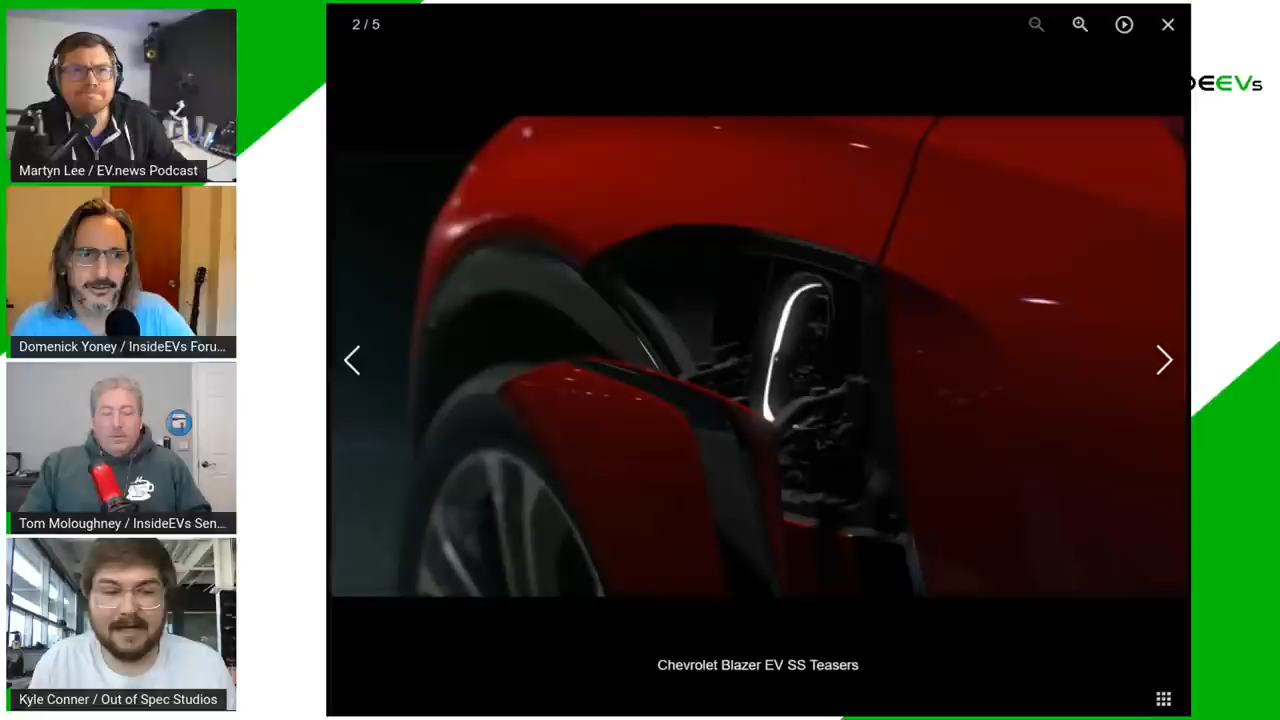 2 / 5
EEVs
Martyn Lee / EV.news Podcast
Domenick Yoney / InsideEVs Foru...
Tom Moloughney / InsideEVs Sen...
Kyle Conner / Out of Spec Studios
Chevrolet Blazer EV SS Teasers